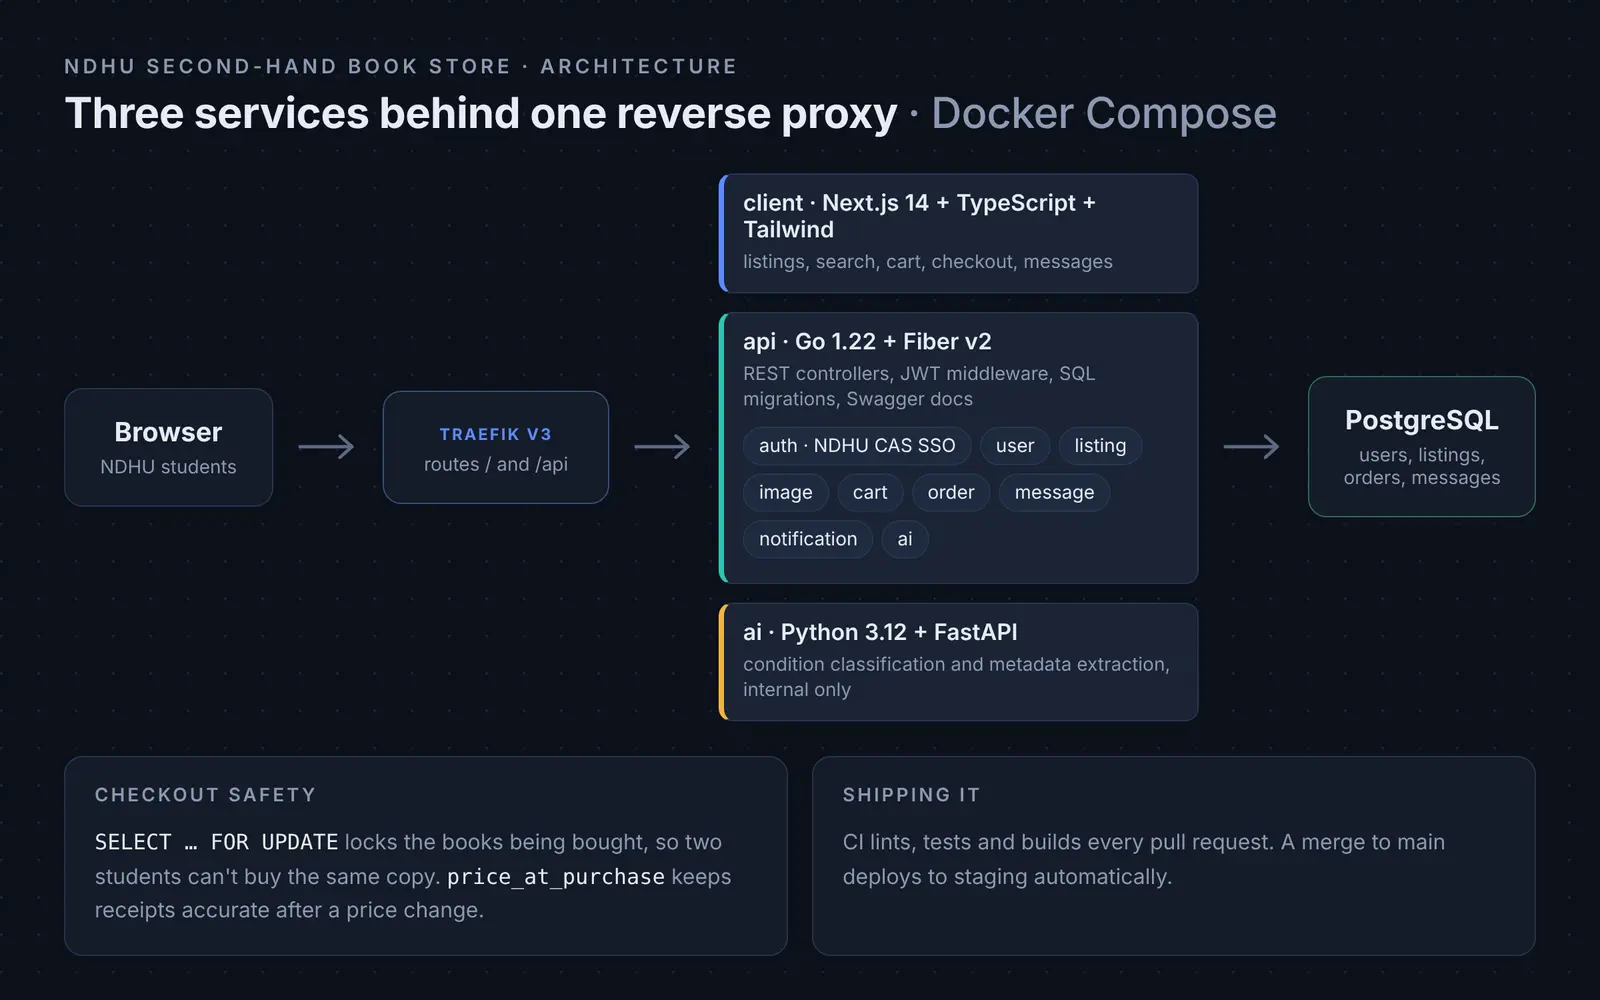 NDHU SECOND-HAND BOOK STORE · ARCHITECTURE
Three services behind one reverse proxy · Docker Compose
Browser
NDHU students
TRAEFIK V3
routes / and /api
client · Next.js 14 + TypeScript +
Tailwind
listings, search, cart, checkout, messages
api · Go 1.22 + Fiber v2
REST controllers, JWT middleware, SQL
migrations, Swagger docs
auth · NDHU CAS SSO user listing
image cart order message
notification ai
ai · Python 3.12 + FastAPI
condition classification and metadata extraction,
internal only
PostgreSQL
users, listings,
orders, messages
CHECKOUT SAFETY
SELECT … FOR UPDATE locks the books being bought, so two
students can't buy the same copy. price_at_purchase keeps
receipts accurate after a price change.
SHIPPING IT
CI lints, tests and builds every pull request. A merge to main
deploys to staging automatically.